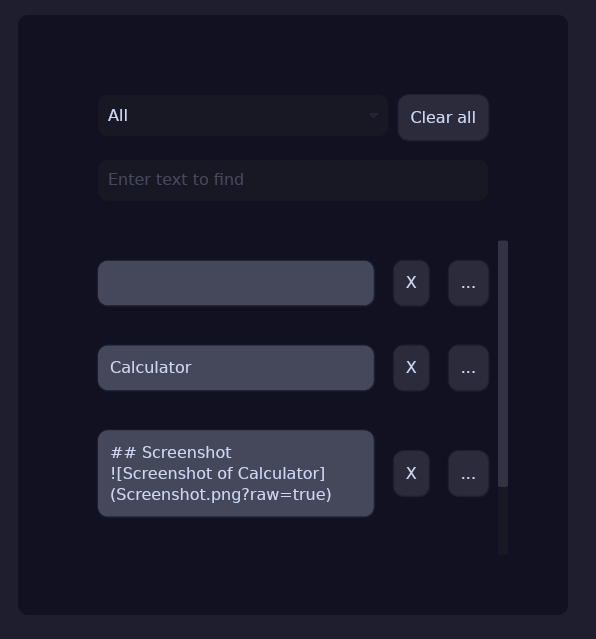 All
Clear all
Enter text to find
X
...
Calculator
X
...
## Screenshot
![Screenshot of Calculator]
(Screenshot.png?raw=true)
X
...